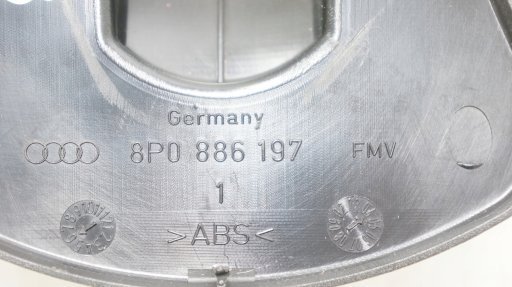 Germany
8P0 886 197 FMV
1
>ABS<